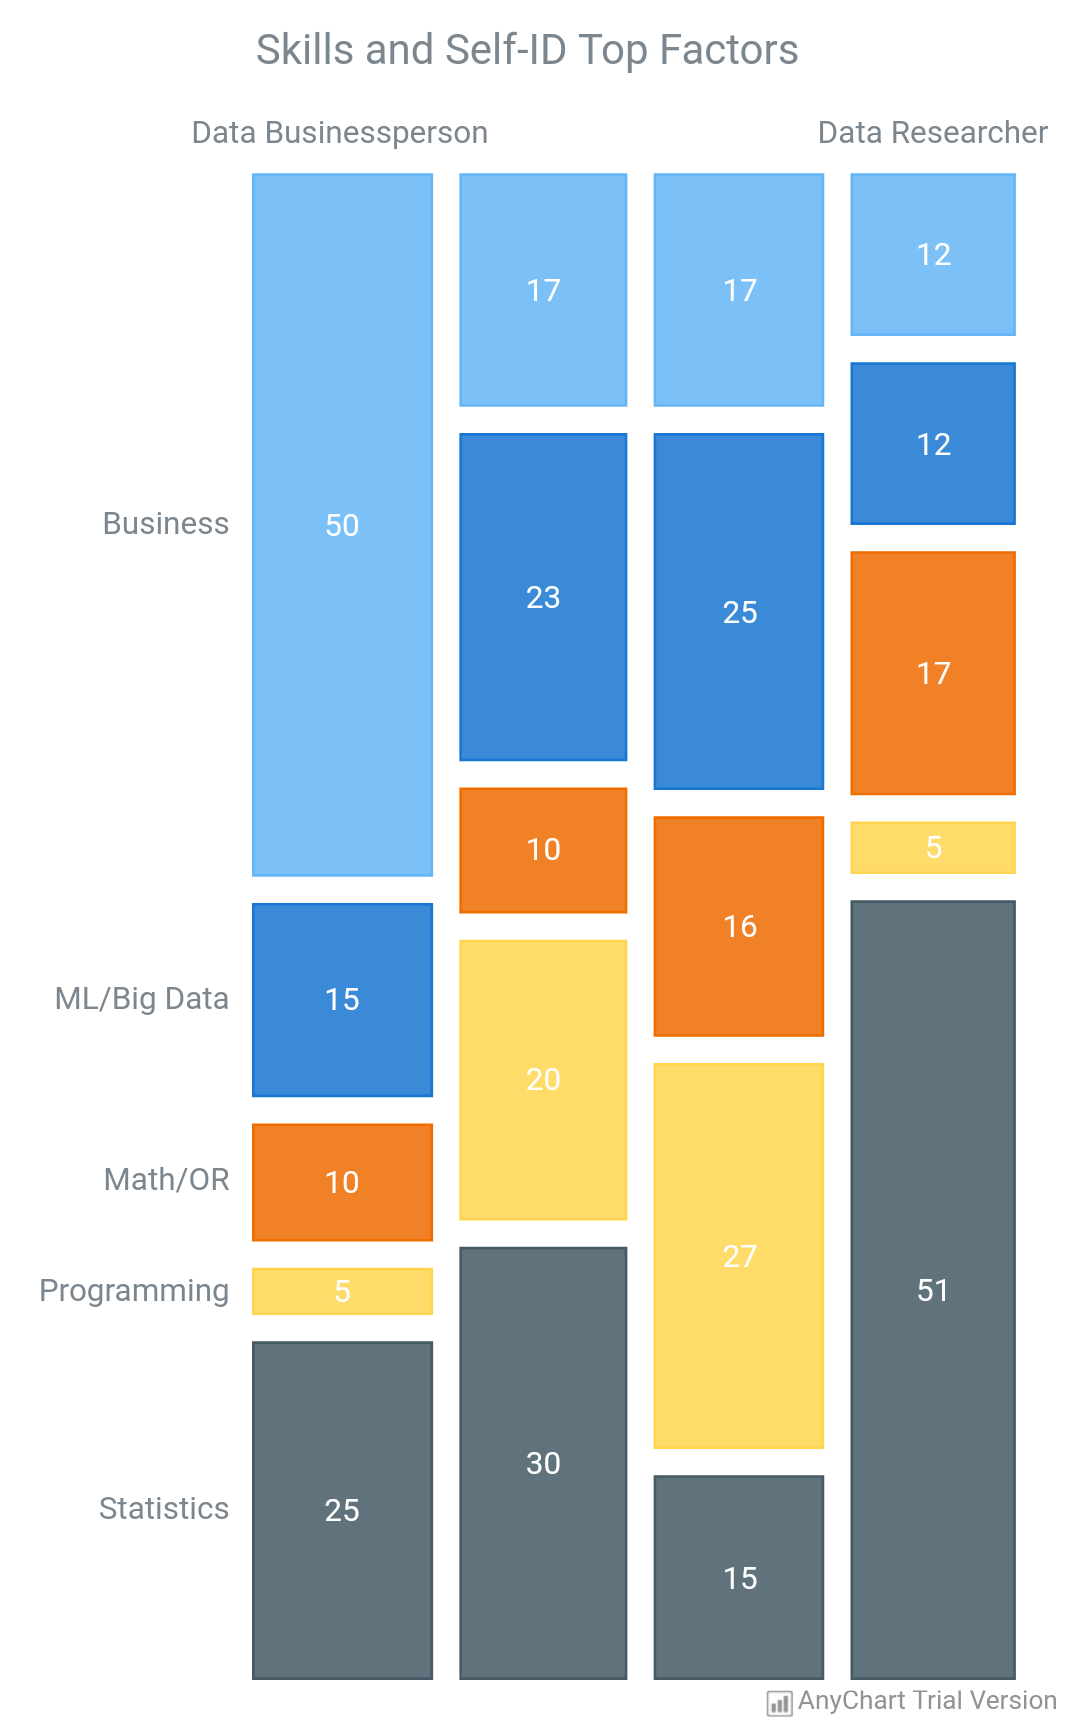 Skills and Self-ID Top Factors
Data Businessperson Data Researcher
12
17 17
12
Business 50
23 25
17
5
10
16
ML/Big Data 15
20
Math/OR 10
27
Programming 5 51
30
Statistics 25
15
AnyChart Trial Version